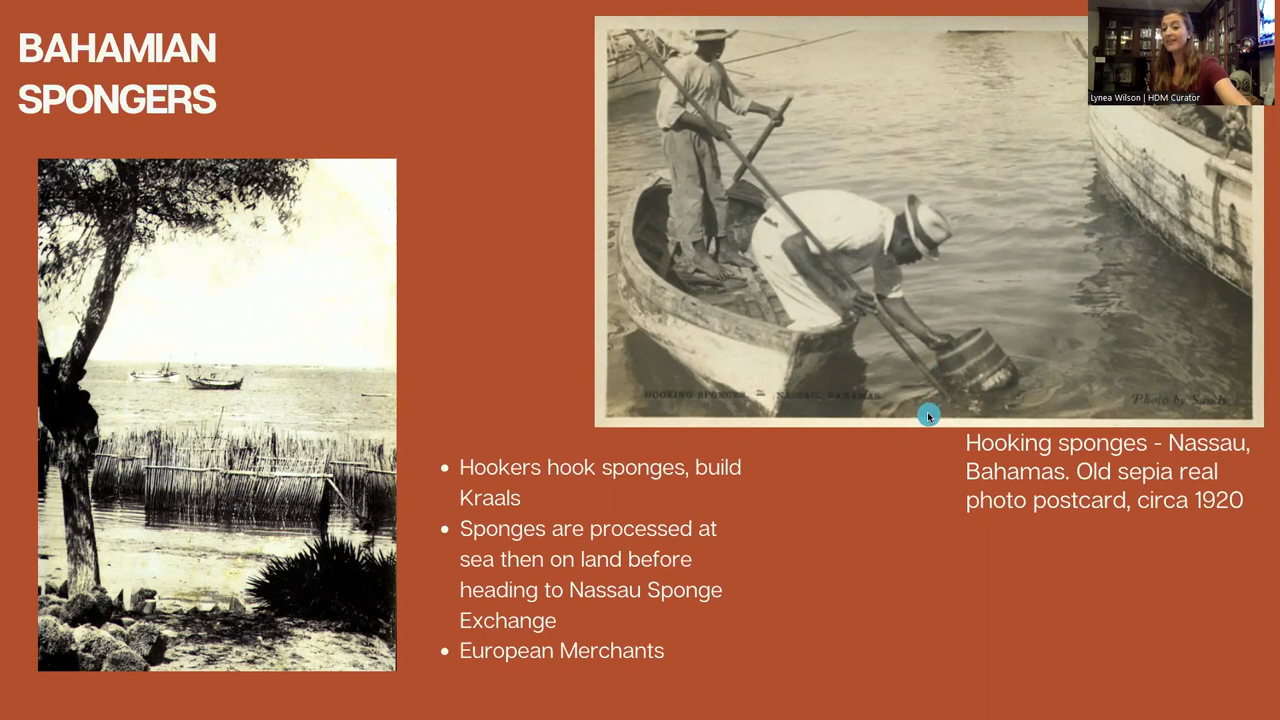 BAHAMIAN
SPONGERS
Lynea Wilson | HDM Curator
HOOKING SPONGES — NASSAU, BAHAMAS.
Photo by Sands
Hooking sponges - Nassau,
Bahamas. Old sepia real
photo postcard, circa 1920
• Hookers hook sponges, build
Kraals
• Sponges are processed at
sea then on land before
heading to Nassau Sponge
Exchange
• European Merchants